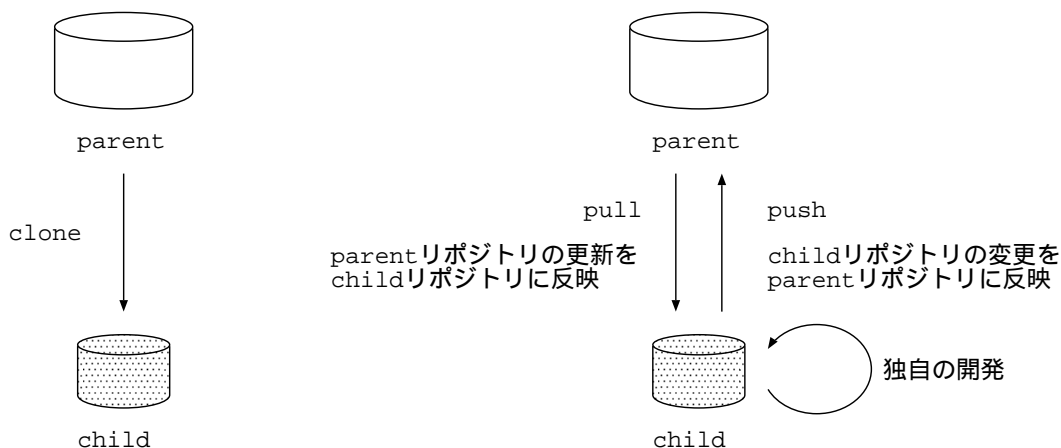 parent
clone
child
parent
pull
parentリポジトリの更新を
childリポジトリに反映
push
childリポジトリの変更を
parentリポジトリに反映
独自の開発
child